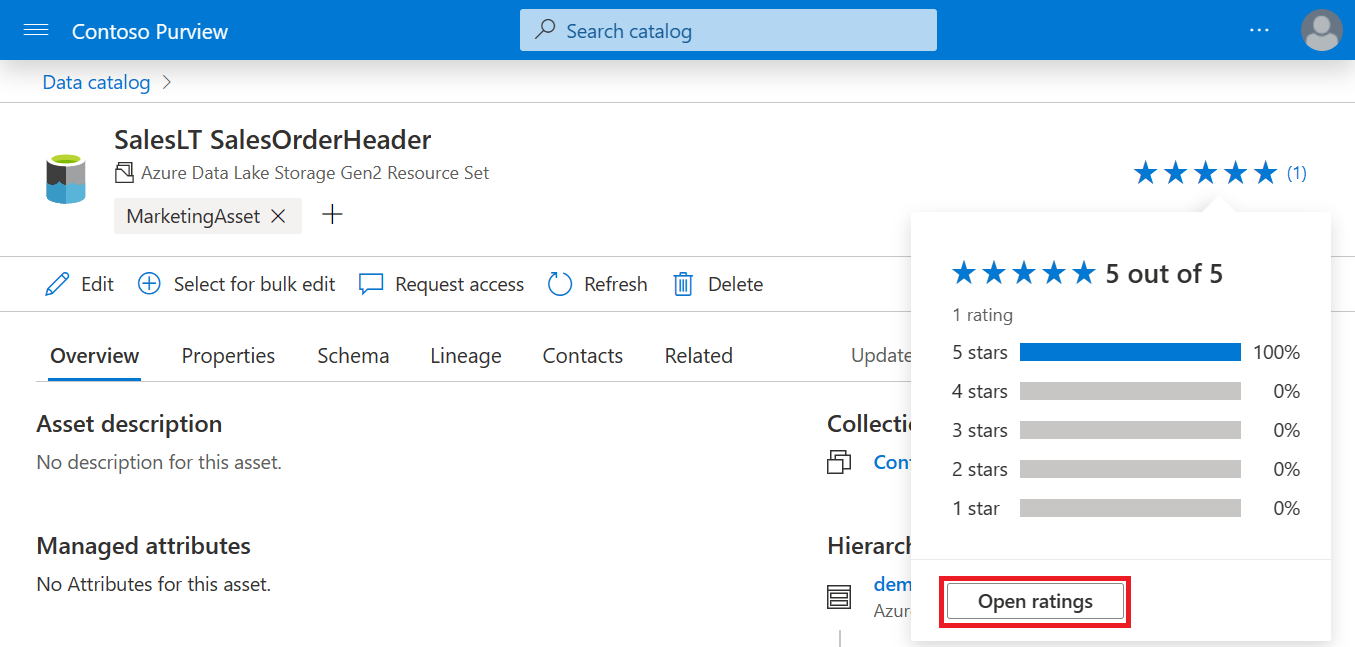 Contoso Purview
Search catalog
...
Data catalog >
SalesLT SalesOrderHeader
Azure Data Lake Storage Gen2 Resource Set
(1)
MarketingAsset
Edit
Select for bulk edit
Request access
Refresh
Delete
Overview
Properties
Schema
Lineage
Contacts
Related
Update
Asset description
No description for this asset.
Managed attributes
No Attributes for this asset.
Collectio
Cont
Hierarch
dem
Azur
5 out of 5
1 rating
5 stars 100%
4 stars 0%
3 stars 0%
2 stars 0%
1 star 0%
Open ratings